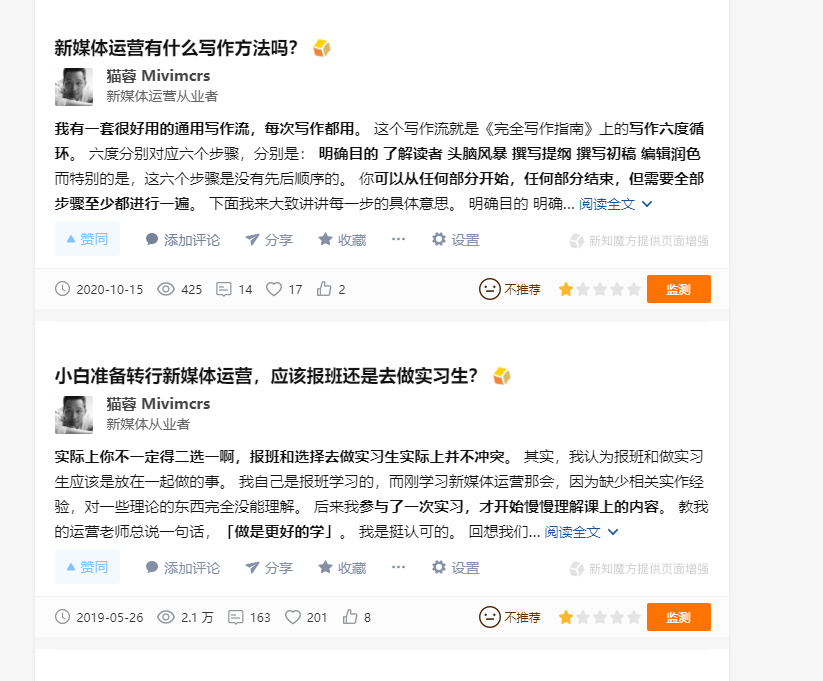 新媒体运营有什么写作方法吗?
猫蓉 Mivimcrs
新媒体运营从业者
我有一套很好用的通用写作流，每次写作都用。 这个写作流就是《完全写作指南》上的写作六度循
环。 六度分别对应六个步骤，分别是： 明确目的 了解读者 头脑风暴 撰写提纲 撰写初稿 编辑润色
而特别的是，这六个步骤是没有先后顺序的。 你可以从任何部分开始，任何部分结束，但需要全部
步骤至少都进行一遍。 下面我来大致讲讲每一步的具体意思。 明确目的 明确... 阅读全文
赞同 添加评论 分享 收藏 ··· 设置 新知魔方提供页面增强
2020-10-15 425 14 17 2 不推荐 监测
小白准备转行新媒体运营，应该报班还是去做实习生?
猫蓉 Mivimcrs
新媒体从业者
实际上你不一定得二选一啊，报班和选择去做实习生实际上并不冲突。 其实，我认为报班和做实习
生应该是放在一起做的事。 我自己是报班学习的，而刚学习新媒体运营那会，因为缺少相关实作经
验，对一些理论的东西完全没能理解。 后来我参与了一次实习，才开始慢慢理解课上的内容。 教我
的运营老师总说一句话，「做是更好的学」。 我是挺认可的。 回想我们... 阅读全文
赞同 添加评论 分享 收藏 ··· 设置 新知魔方提供页面增强
2019-05-26 2.1 万 163 201 8 不推荐 监测